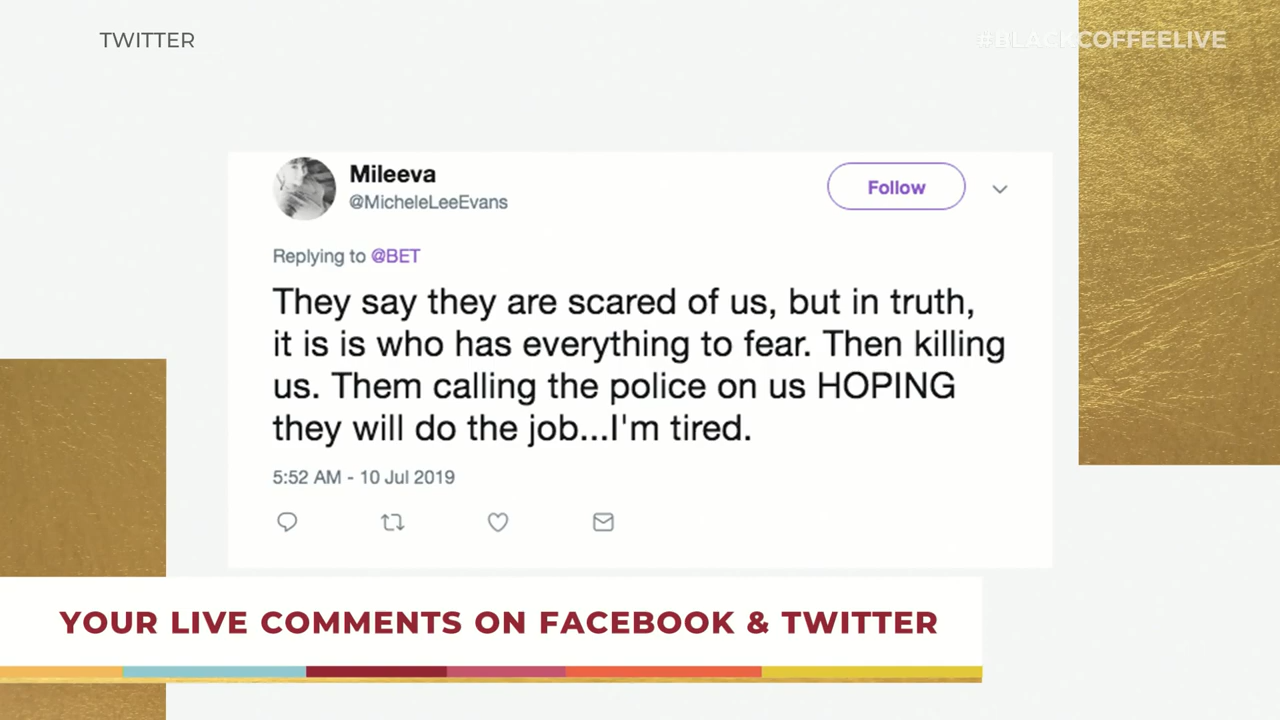 TWITTER
#BLACKCOFFEELIVE
Mileeva
@MicheleLeeEvans
Follow
Replying to @BET
They say they are scared of us, but in truth,
it is is who has everything to fear. Then killing
us. Them calling the police on us HOPING
they will do the job...I'm tired.
5:52 AM - 10 Jul 2019
YOUR LIVE COMMENTS ON FACEBOOK & TWITTER